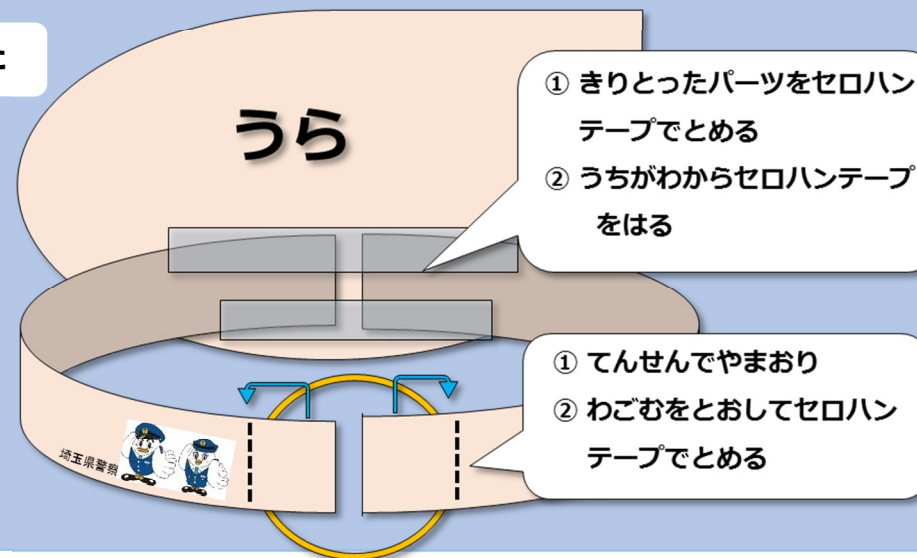 うら
① きりとったパーツをセロハン
テープでとめる
② うちがわからセロハンテープ
をはる
① てんせんでやまおり
② わごむをとおしてセロハン
テープでとめる
埼玉県警察